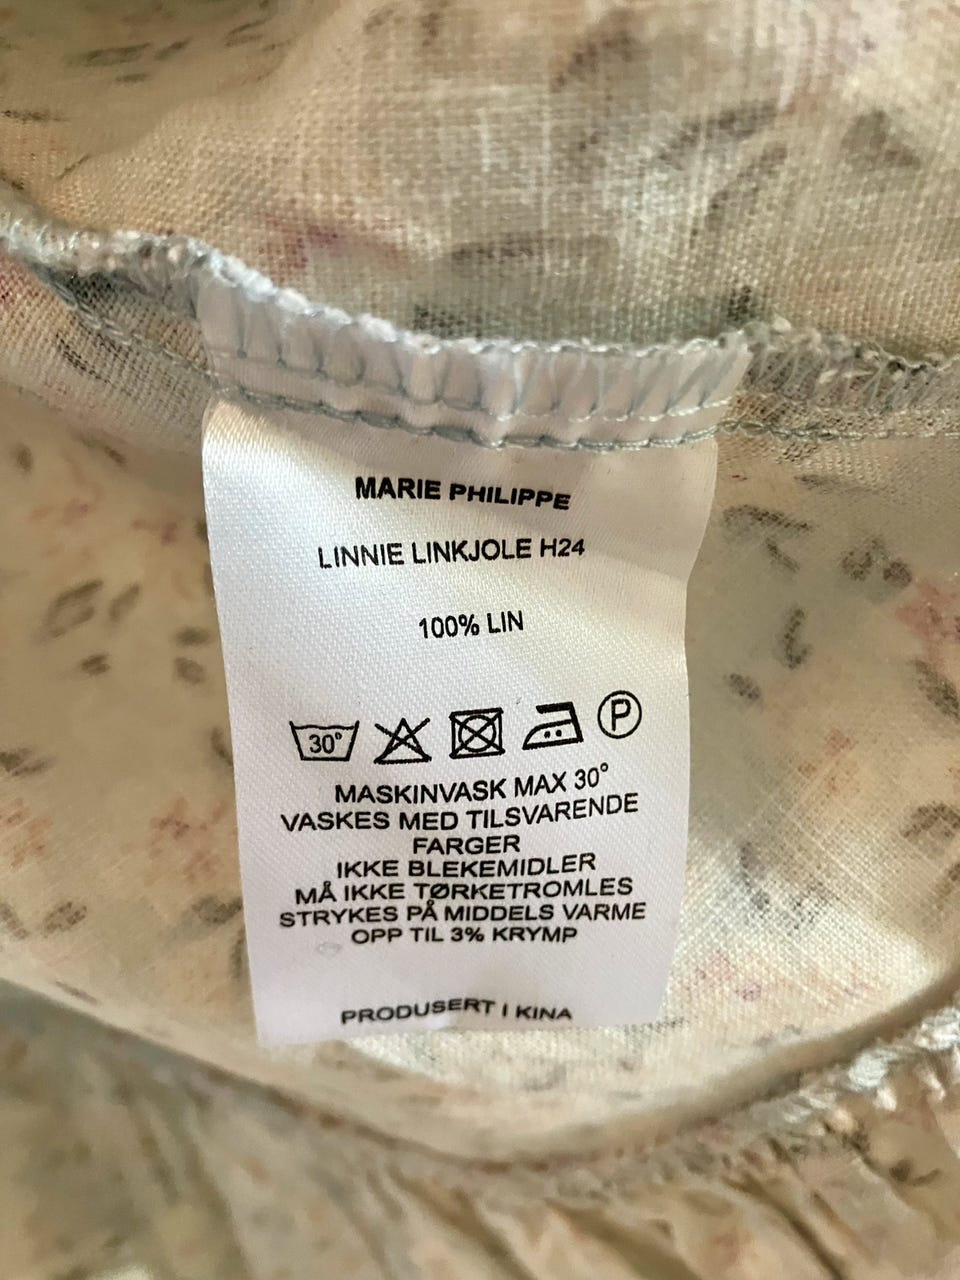 MARIE PHILIPPE
LINNIE LINKJOLE H24
100% LIN
30° P
MASKINVASK MAX 30°
VASKES MED TILSVARENDE
FARGER
IKKE BLEKEMIDLER
MÅ IKKE TØRKETROMLES
STRYKES PÅ MIDDELS VARME
OPP TIL 3% KRYMP
PRODUSERT I KINA